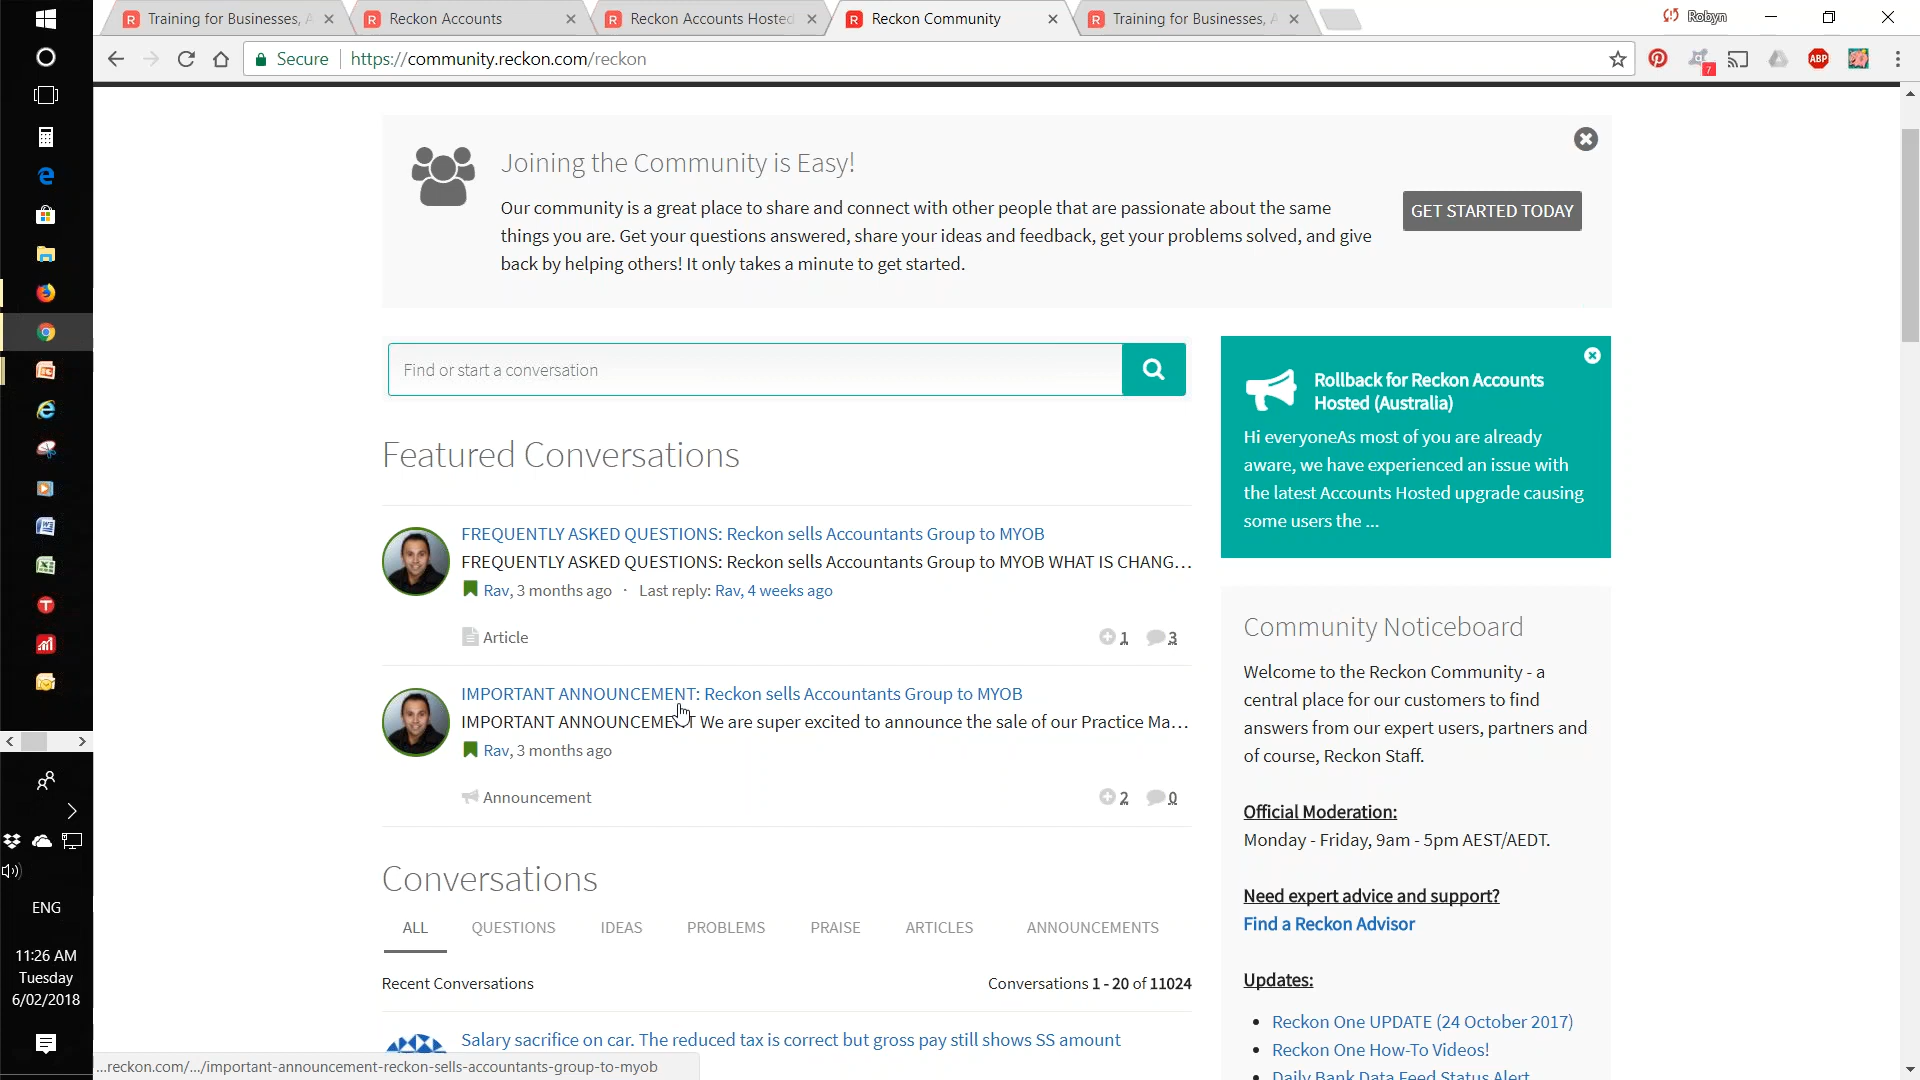 Training for Businesses, A
Reckon Accounts
Reckon Accounts Hosted
Reckon Community
Training for Businesses, A
Robyn
Secure
https://community.reckon.com/reckon
7
ABP
Joining the Community is Easy!
Our community is a great place to share and connect with other people that are passionate about the same
things you are. Get your questions answered, share your ideas and feedback, get your problems solved, and give
back by helping others! It only takes a minute to get started.
GET STARTED TODAY
Find or start a conversation
Rollback for Reckon Accounts
Hosted (Australia)
Hi everyoneAs most of you are already
aware, we have experienced an issue with
the latest Accounts Hosted upgrade causing
some users the ...
Featured Conversations
FREQUENTLY ASKED QUESTIONS: Reckon sells Accountants Group to MYOB
FREQUENTLY ASKED QUESTIONS: Reckon sells Accountants Group to MYOB WHAT IS CHANG...
Rav, 3 months ago · Last reply: Rav, 4 weeks ago
Article
1 3
IMPORTANT ANNOUNCEMENT: Reckon sells Accountants Group to MYOB
IMPORTANT ANNOUNCEMENT We are super excited to announce the sale of our Practice Ma...
Rav, 3 months ago
Announcement
2 0
Community Noticeboard
Welcome to the Reckon Community - a
central place for our customers to find
answers from our expert users, partners and
of course, Reckon Staff.
Official Moderation:
Monday - Friday, 9am - 5pm AEST/AEDT.
Need expert advice and support?
Find a Reckon Advisor
Updates:
• Reckon One UPDATE (24 October 2017)
• Reckon One How-To Videos!
• Daily Bank Data Feed Status Alert
Conversations
ALL QUESTIONS IDEAS PROBLEMS PRAISE ARTICLES ANNOUNCEMENTS
Recent Conversations
Conversations 1 - 20 of 11024
Salary sacrifice on car. The reduced tax is correct but gross pay still shows SS amount
...reckon.com/.../important-announcement-reckon-sells-accountants-group-to-myob
ENG
11:26 AM
Tuesday
6/02/2018